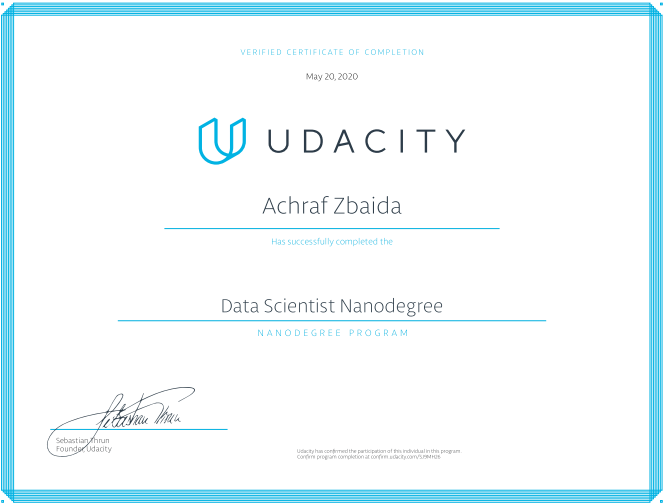 VERIFIED CERTIFICATE OF COMPLETION
May 20, 2020
UDACITY
Achraf Zbaida
Has successfully completed the
Data Scientist Nanodegree
NANODEGREE PROGRAM
Sebastian Thrun
Sebastian Thrun
Founder, Udacity
Udacity has confirmed the participation of this individual in this program
Confirm program completion at confirm.udacity.com/